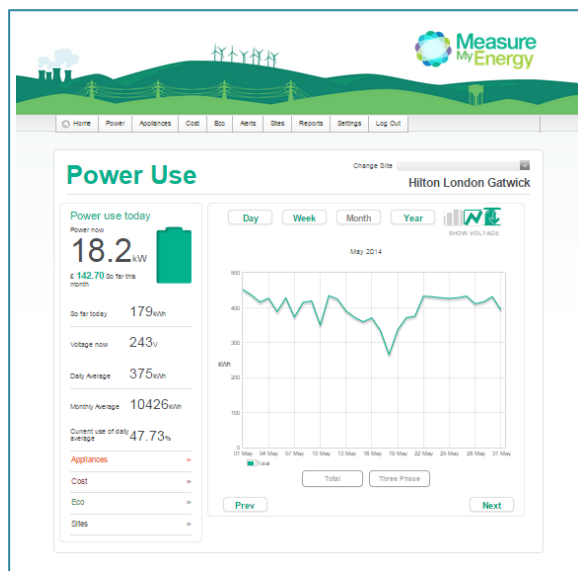 Measure
My Energy
Home Power Appliances Cost Eco Alerts Sites Reports Settings Log Out
Power Use
Change Site
Hilton London Gatwick
Power use today
Power now
18.2 kW
£ 142.70 So far this
month
So far today 179kWh
Voltage now 243v
Daily Average 375kWh
Monthly Average 10426kWh
Current use of daily
average 47.73%
Appliances >
Cost >
Eco >
Sites >
Day Week Month Year
SHOW VOLTAGE
May 2014
500
400
kWh
300
200
100
0
01 May 04 May 07 May 10 May 13 May 16 May 19 May 22 May 25 May 28 May 31 May
Total
Total Three Phase
Prev Next